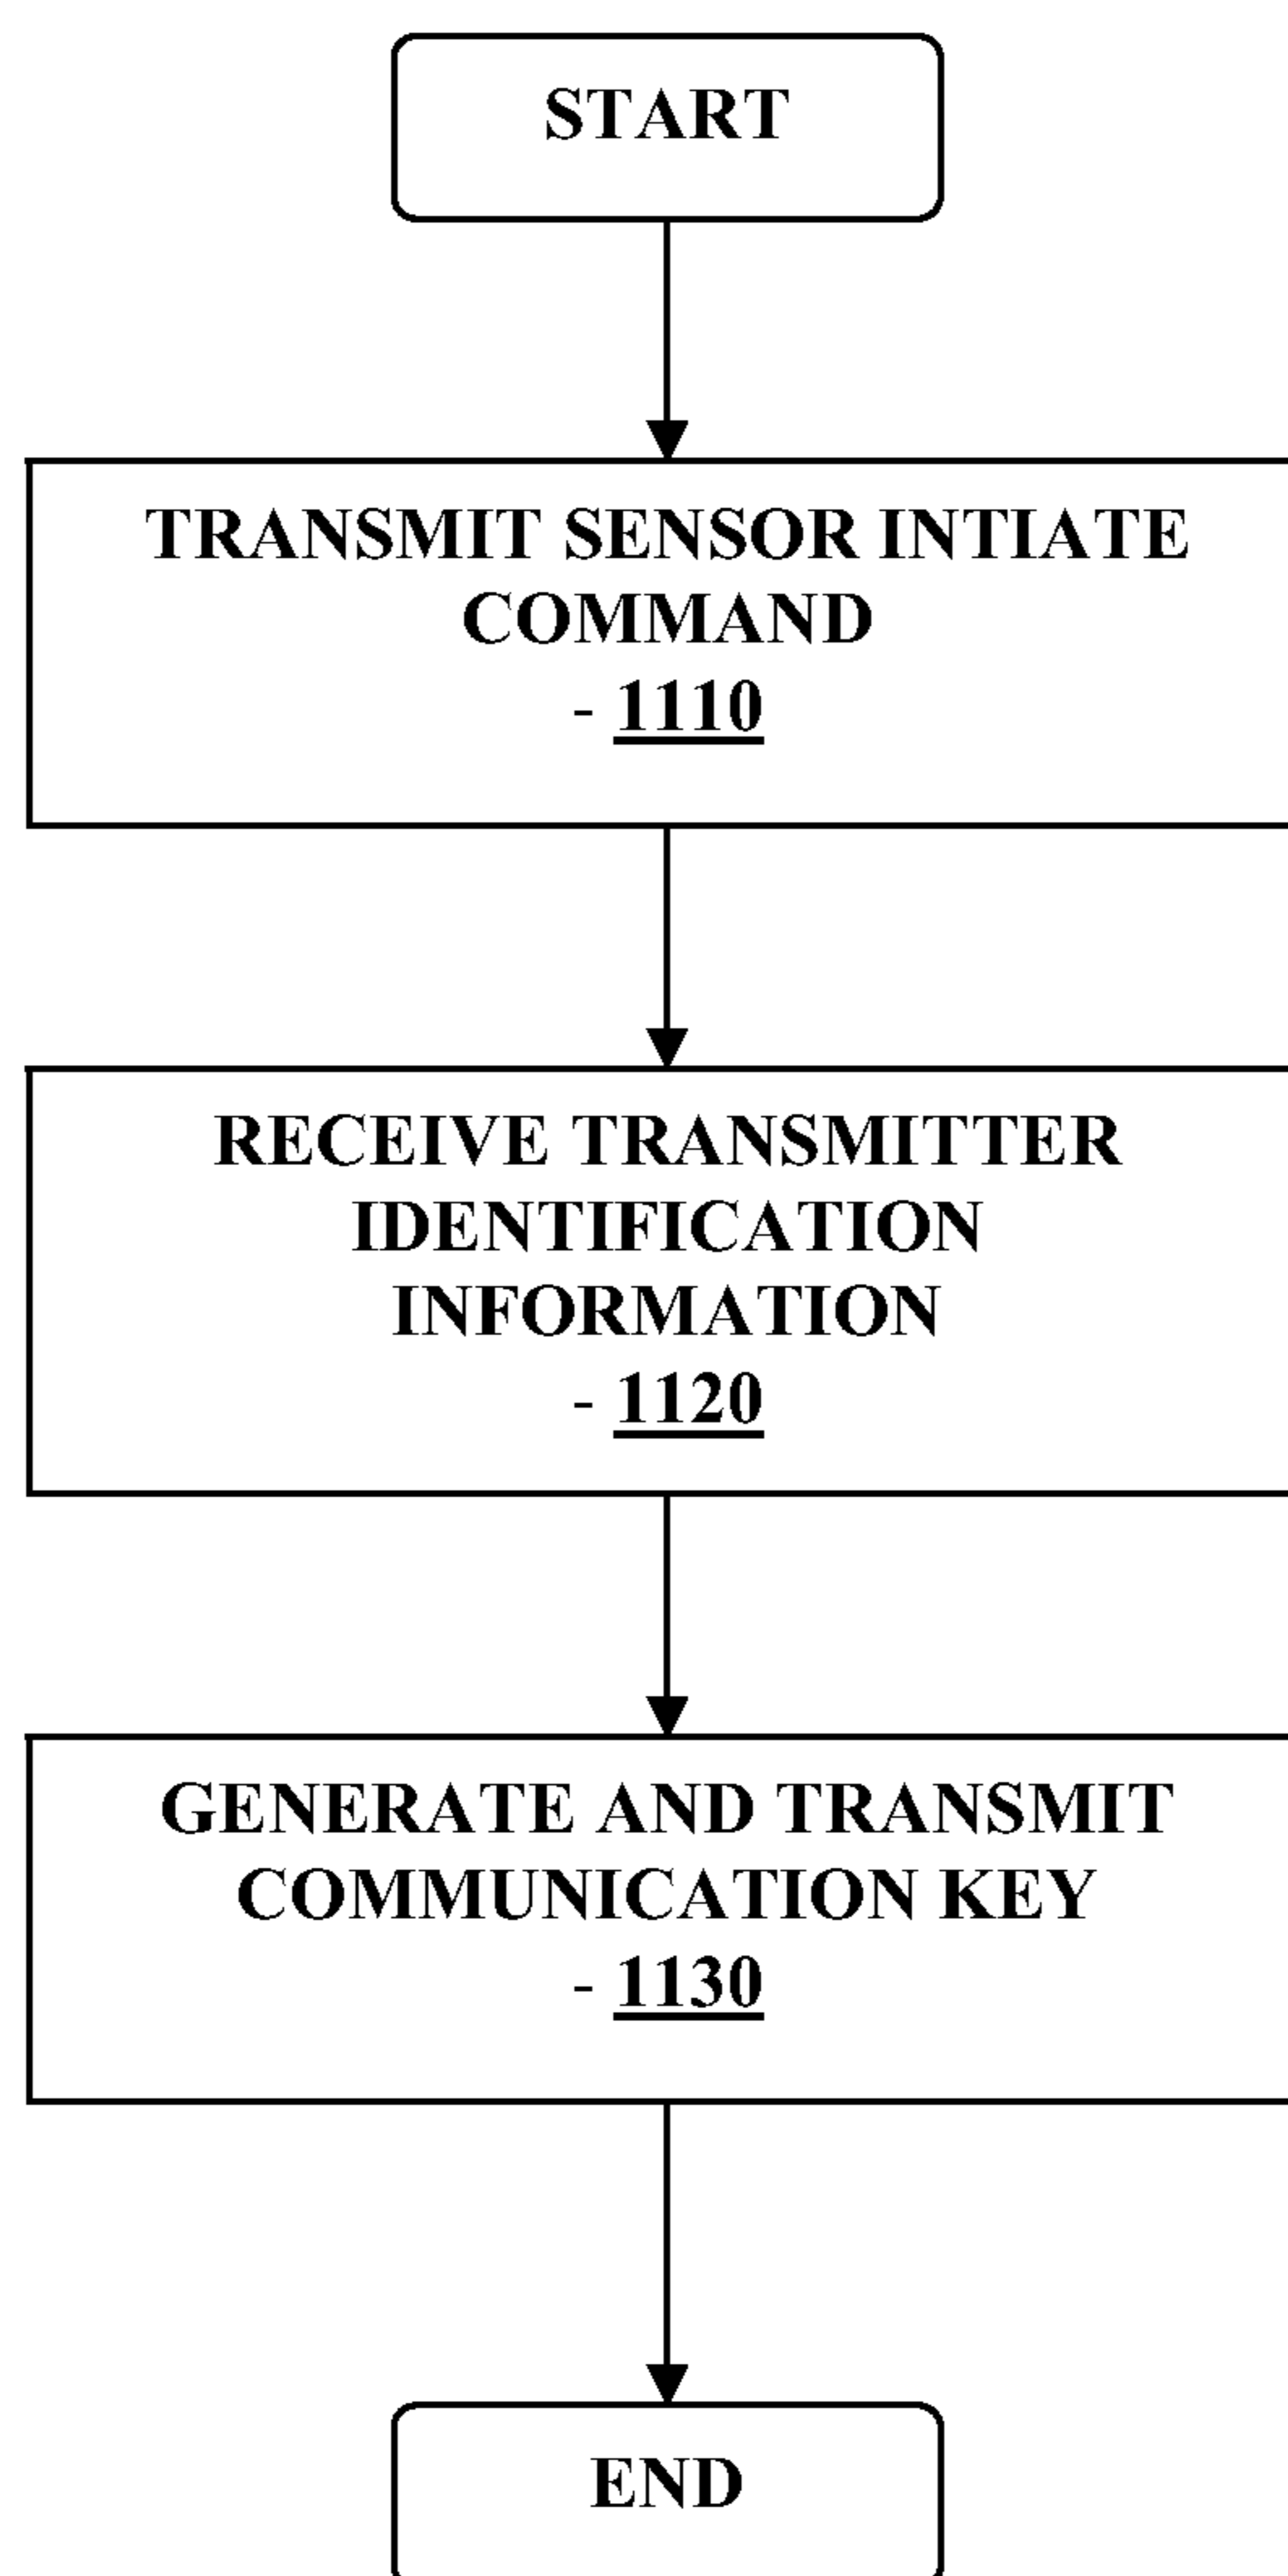 START
TRANSMIT SENSOR INTIATE
COMMAND
- 1110
RECEIVE TRANSMITTER
IDENTIFICATION
INFORMATION
- 1120
GENERATE AND TRANSMIT
COMMUNICATION KEY
- 1130
END